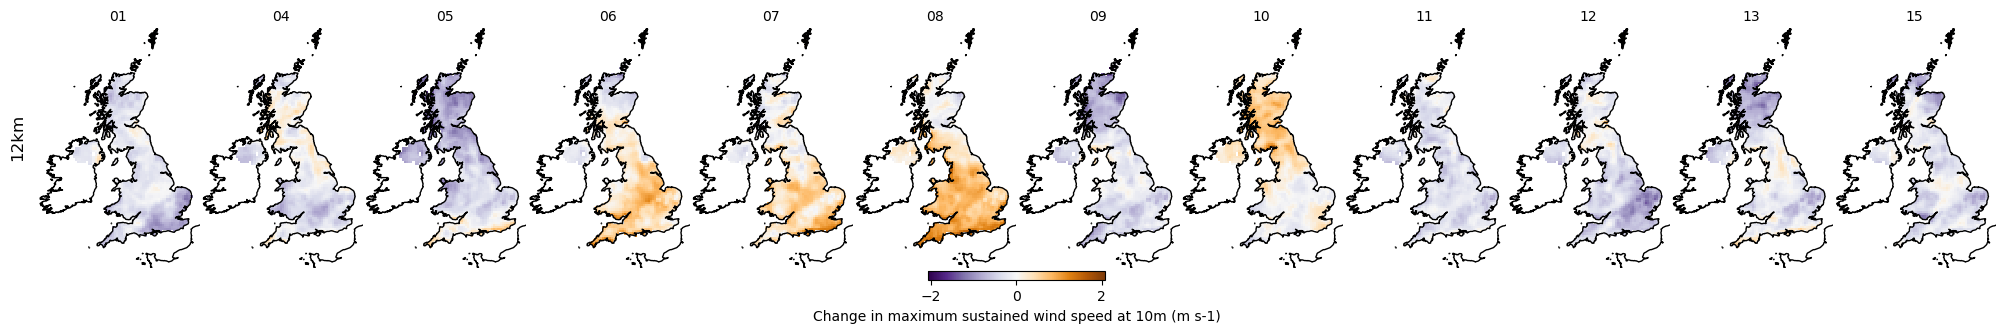 01 04 05 06 07 08 09 10 11 12 13 15
12km
−2 0 2
Change in maximum sustained wind speed at 10m (m s-1)